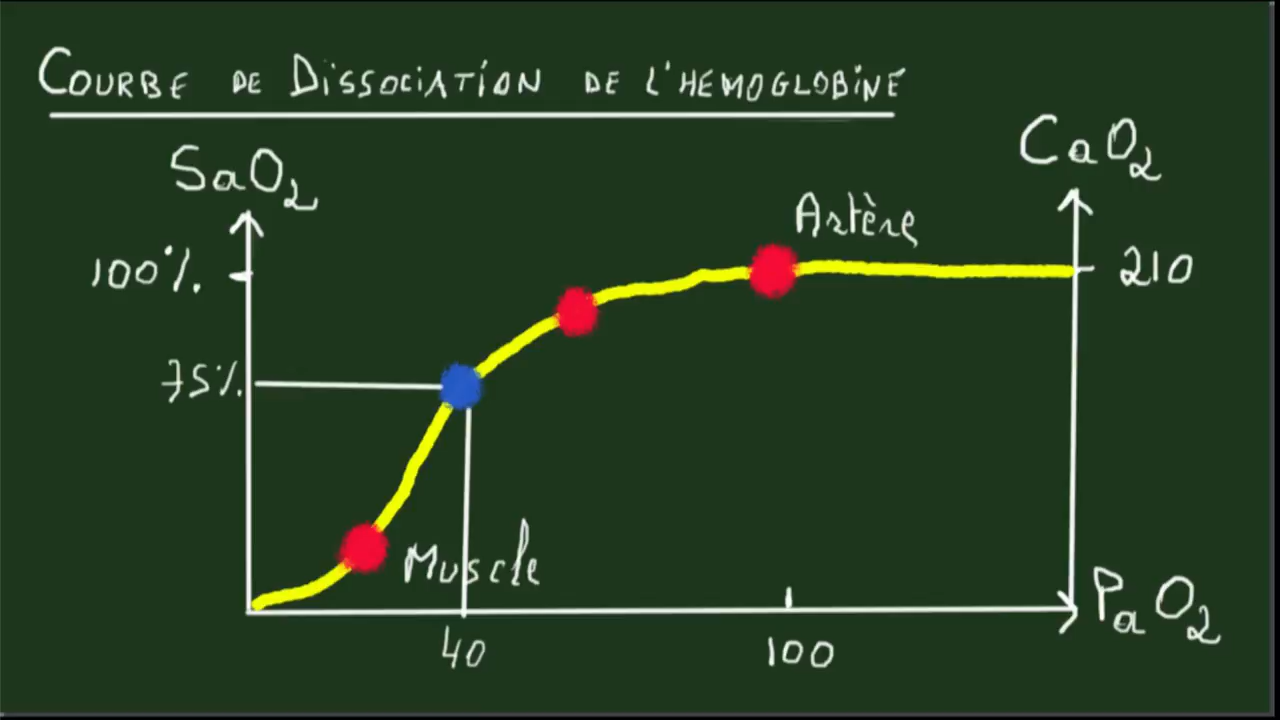 COURBE DE DISSOCIATION DE L'HEMOGLOBINE
SaO2
CaO2
Artère
100%
210
75%
Muscle
PaO2
40
100